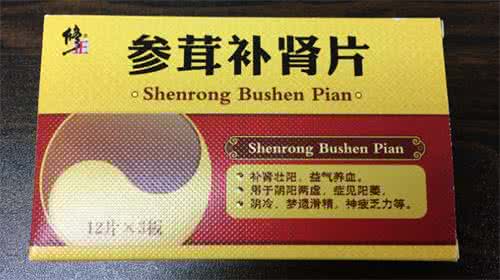 修正
参茸补肾片
Shenrong Bushen Pian
Shenrong Bushen Pian
补肾壮阳，益气养血。
用于阴阳两虚，症见阳萎，
阴冷、梦遗滑精，神疲乏力等。
12片×3板